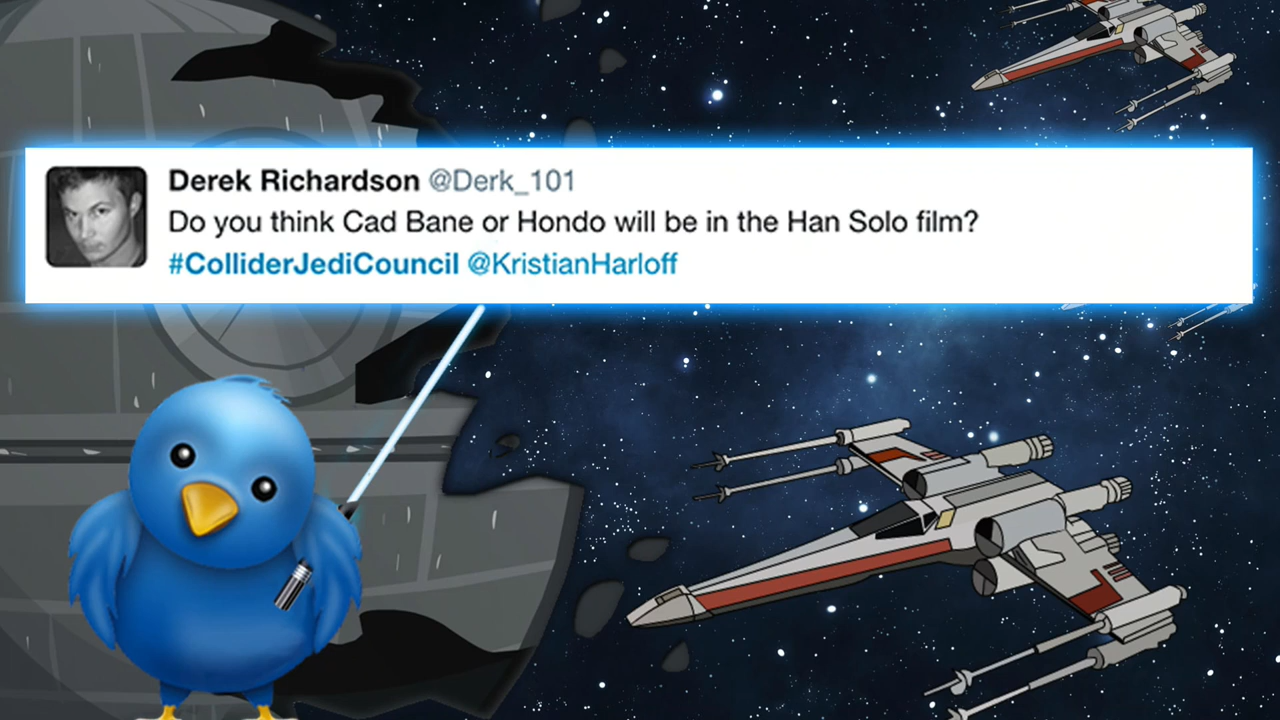 Derek Richardson @Derk_101
Do you think Cad Bane or Hondo will be in the Han Solo film?
#ColliderJediCouncil @KristianHarloff